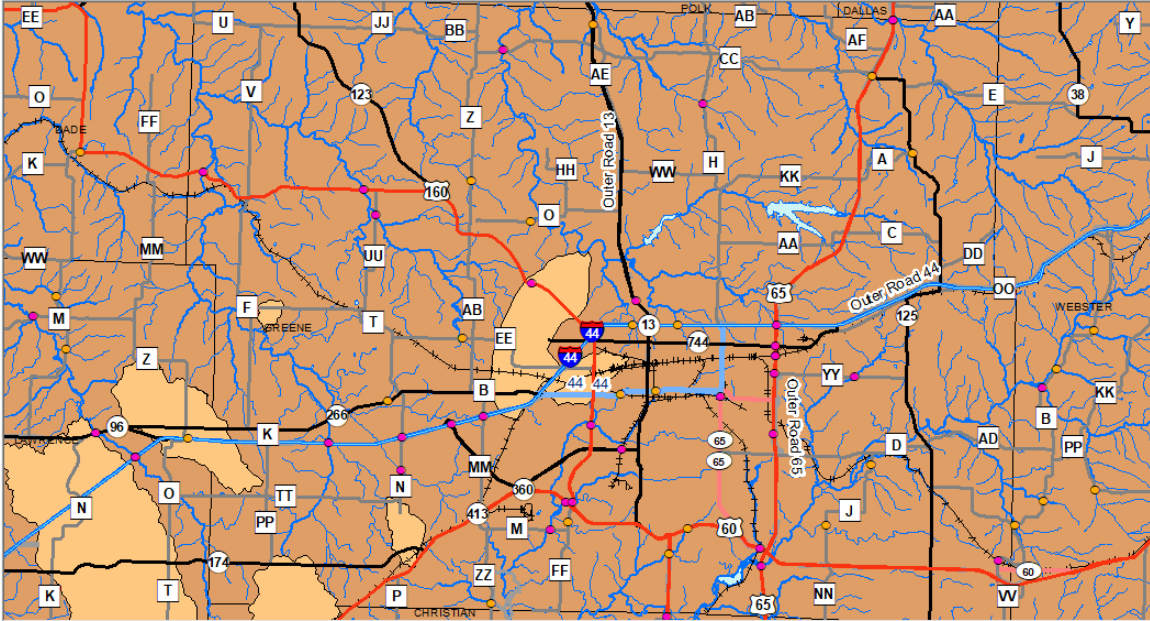 EE
U
JJ
BB
POLK
AB
DALLAS
AA
Y
AF
CC
AE
V
123
O
FF
Z
E
38
DADE
Outer Road 13
K
HH
WW
H
A
J
KK
160
O
MM
UU
AA
C
WW
DD
OO
65
Outer Road 44
F
M
T
AB
GREENE
125
WEBSTER
44
13
744
EE
44
Z
44
44
YY
B
Outer Road 65
KK
266
B
96
K
LAWRENCE
65
65
D
AD
PP
MM
N
O
TT
N
360
PP
413
M
60
J
174
ZZ
FF
60
K
T
P
CHRISTIAN
65
NN
VV